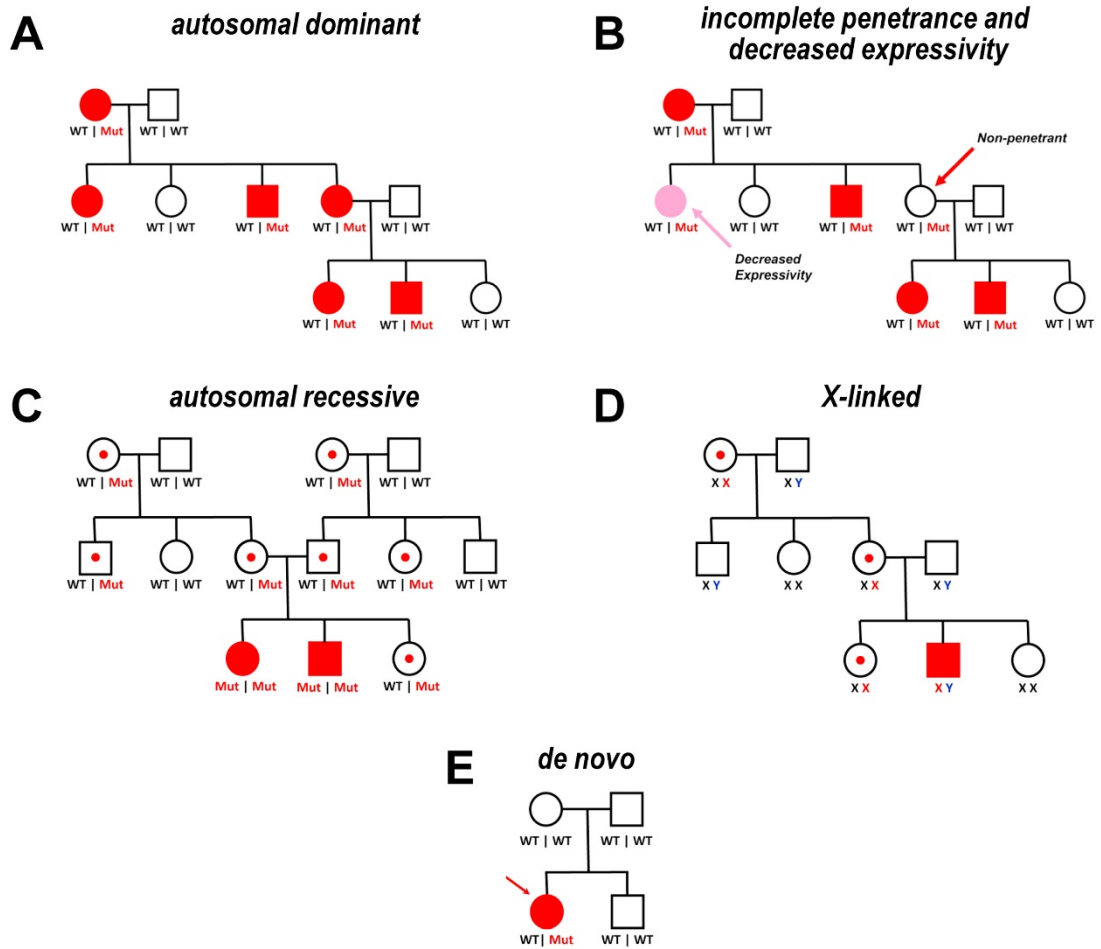 A
autosomal dominant
WT | Mut WT | WT
WT | Mut WT | WT WT | Mut WT | Mut WT | WT
WT | Mut WT | Mut WT | WT
B
incomplete penetrance and
decreased expressivity
WT | Mut WT | WT
Non-penetrant
WT | Mut WT | WT WT | Mut WT | Mut WT | WT
Decreased
Expressivity
WT | Mut WT | Mut WT | WT
C
autosomal recessive
WT | Mut WT | WT WT | Mut WT | WT
WT | Mut WT | WT WT | Mut WT | Mut WT | Mut WT | WT
Mut | Mut Mut | Mut WT | Mut
D
X-linked
X X X Y
X Y X X X X X Y
X X X Y X X
E
de novo
WT | WT WT | WT
WT | Mut WT | WT